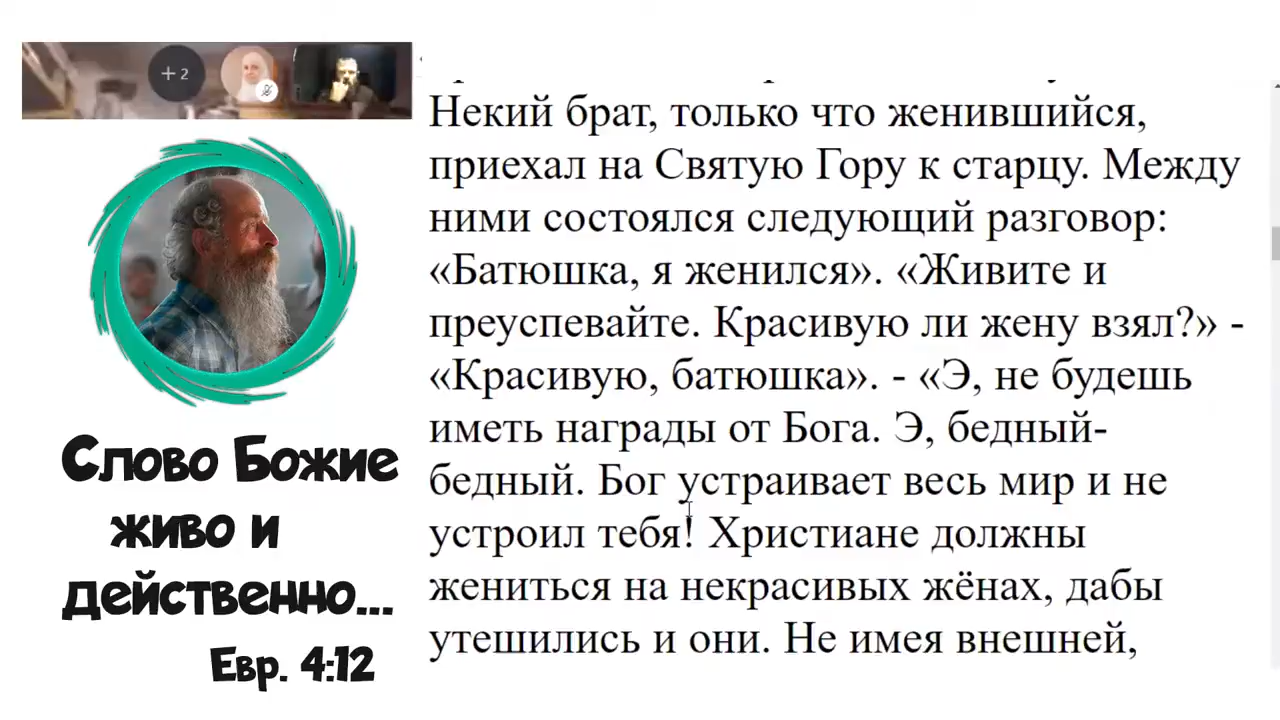 +2
Некий брат, только что женившийся,
приехал на Святую Гору к старцу. Между
ними состоялся следующий разговор:
«Батюшка, я женился». «Живите и
преуспевайте. Красивую ли жену взял?» -
«Красивую, батюшка». - «Э, не будешь
иметь награды от Бога. Э, бедный-
бедный. Бог устраивает весь мир и не
устроил тебя! Христиане должны
жениться на некрасивых жёнах, дабы
утешились и они. Не имея внешней,
Слово Божие
живо и
действенно...
Евр. 4:12